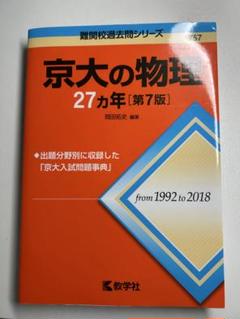 難関校過去問シリーズ
京大の物理
27ヵ年[第7版]
編著
◆出題分野別に収録した
「京大入試問題事典」
from 1992 to 2018
教学社